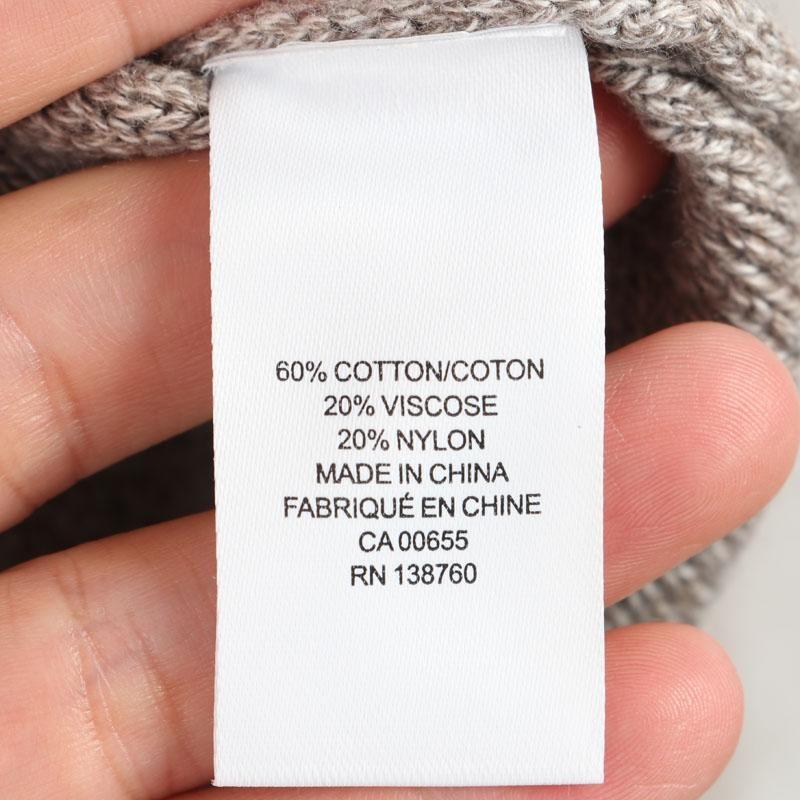 60% COTTON/COTON
20% VISCOSE
20% NYLON
MADE IN CHINA
FABRIQUÉ EN CHINE
CA 00655
RN 138760